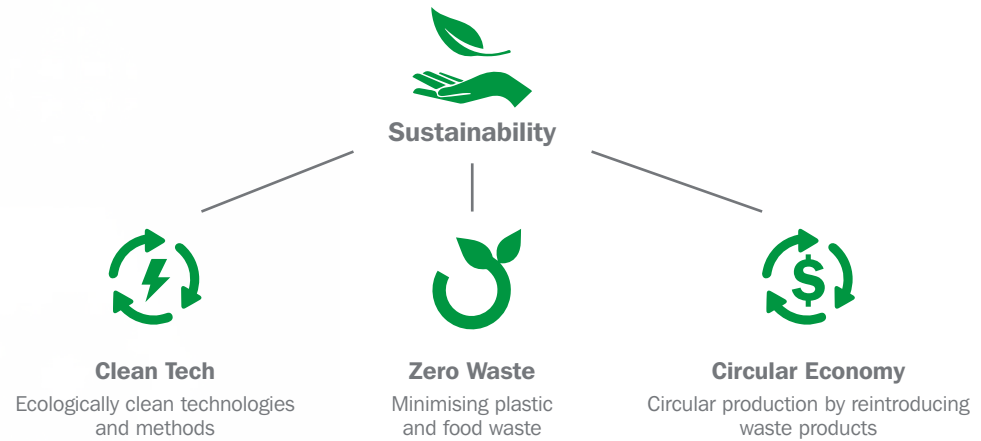 Sustainability
Clean Tech
Ecologically clean technologies
and methods
Zero Waste
Minimising plastic
and food waste
$
Circular Economy
Circular production by reintroducing
waste products